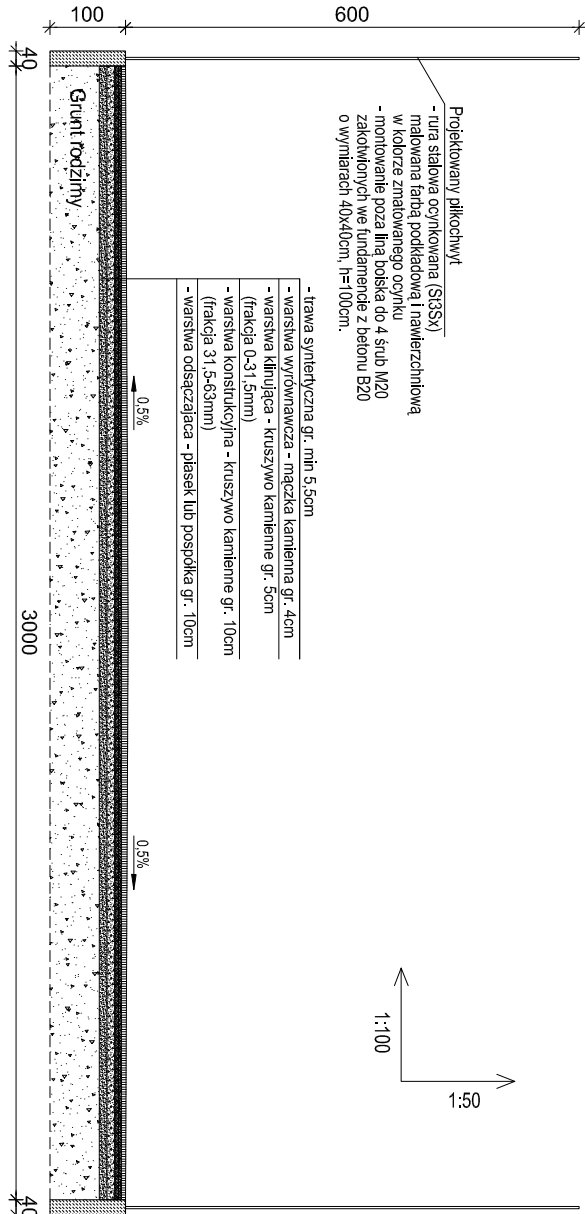 100
600
40
Grunt rodzimy
Projektowany piłkochwyt
- rura stalowa ocynkowana (St3Sx)
malowana farbą podkładową i nawierzchniową
w kolorze zmatowanego ocynku
- montowanie poza linią boiska do 4 śrub M20
zakotwionych we fundamencie z betonu B20
o wymiarach 40x40cm, h=100cm.
- trawa syntertyczna gr. min 5,5cm
- warstwa wyrównawcza - mączka kamienna gr. 4cm
- warstwa klinująca - kruszywo kamienne gr. 5cm
(frakcja 0-31,5mm)
- warstwa konstrukcyjna - kruszywo kamienne gr. 10cm
(frakcja 31,5-63mm)
- warstwa odsączajaca - piasek lub pospółka gr. 10cm
0,5%
3000
0,5%
1:100
1:50
40